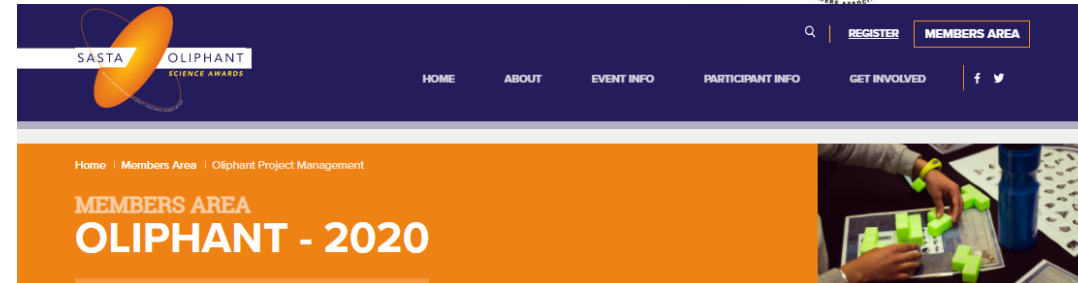 REGISTER
MEMBERS AREA
SASTA OLIPHANT
SCIENCE AWARDS
HOME
ABOUT
EVENT INFO
PARTICIPANT INFO
GET INVOLVED
Home | Members Area | Oliphant Project Management
MEMBERS AREA
OLIPHANT - 2020